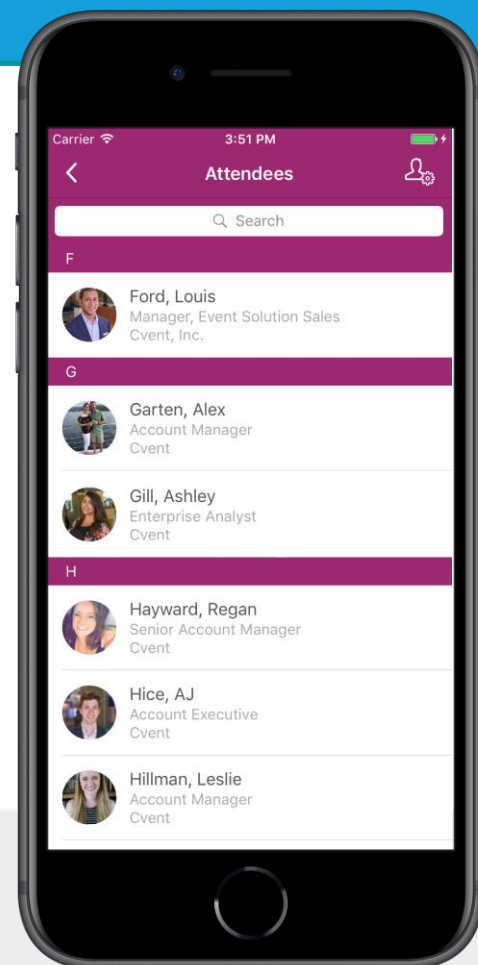 Carrier 3:51 PM
Attendees
Search
F
Ford, Louis
Manager, Event Solution Sales
Cvent, Inc.
G
Garten, Alex
Account Manager
Cvent
Gill, Ashley
Enterprise Analyst
Cvent
H
Hayward, Regan
Senior Account Manager
Cvent
Hice, AJ
Account Executive
Cvent
Hillman, Leslie
Account Manager
Cvent